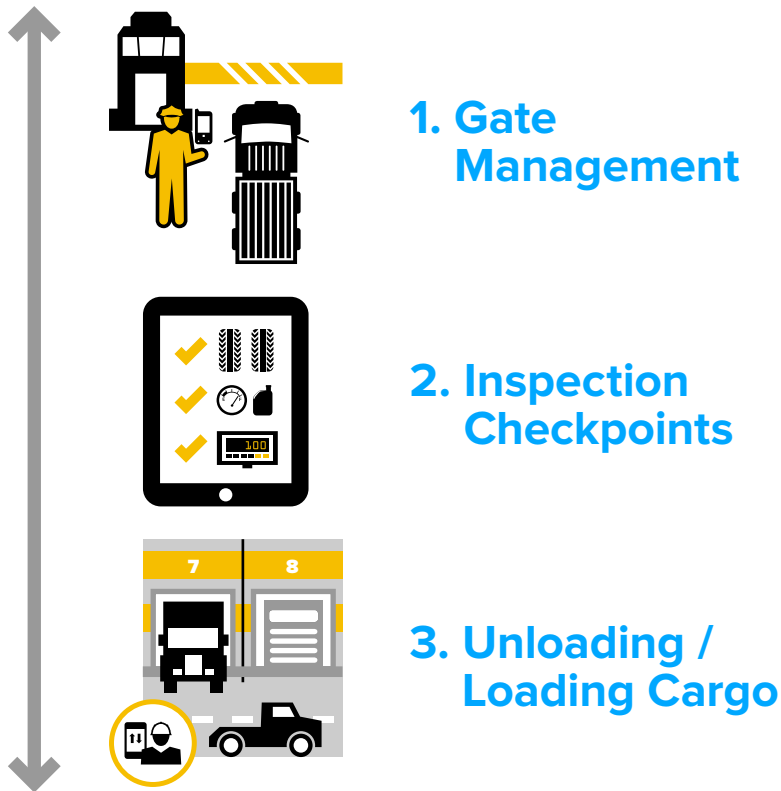 1. Gate
Management
2. Inspection
Checkpoints
100
7
8
3. Unloading /
Loading Cargo